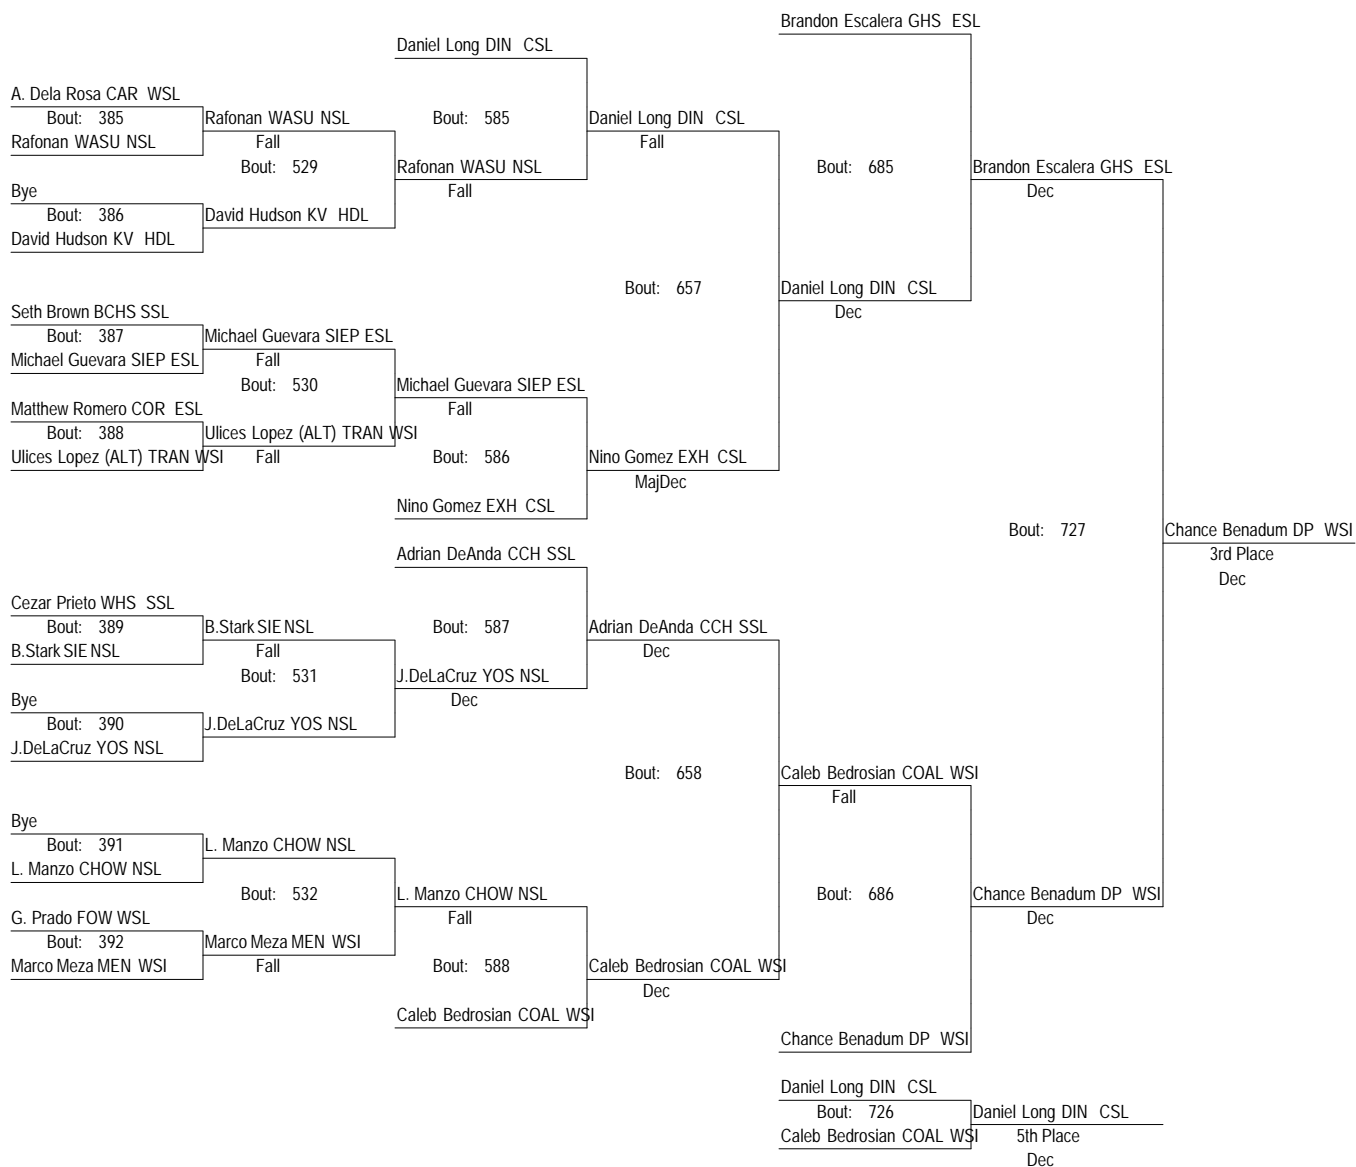 Brandon Escalera GHS ESL
Daniel Long DIN CSL
A. Dela Rosa CAR WSL
Bout: 385
Rafonan WASU NSL
Rafonan WASU NSL
Fall
Bout: 529
Bye
Bout: 386
David Hudson KV HDL
David Hudson KV HDL
Bout: 585
Rafonan WASU NSL
Fall
Daniel Long DIN CSL
Fall
Bout: 685
Brandon Escalera GHS ESL
Dec
Seth Brown BCHS SSL
Bout: 387
Michael Guevara SIEP ESL
Michael Guevara SIEP ESL
Fall
Bout: 530
Matthew Romero COR ESL
Bout: 388
Ulices Lopez (ALT) TRAN WSI
Ulices Lopez (ALT) TRAN WSI
Fall
Michael Guevara SIEP ESL
Fall
Bout: 586
Nino Gomez EXH CSL
Nino Gomez EXH CSL
MajDec
Bout: 657
Daniel Long DIN CSL
Dec
Bout: 727
Chance Benadum DP WSI
3rd Place
Dec
Adrian DeAnda CCH SSL
Cezar Prieto WHS SSL
Bout: 389
B.Stark SIE NSL
B.Stark SIE NSL
Fall
Bout: 531
Bye
Bout: 390
J.DeLaCruz YOS NSL
J.DeLaCruz YOS NSL
Bout: 587
J.DeLaCruz YOS NSL
Dec
Adrian DeAnda CCH SSL
Dec
Bout: 658
Caleb Bedrosian COAL WSI
Fall
Bye
Bout: 391
L. Manzo CHOW NSL
L. Manzo CHOW NSL
Bout: 532
G. Prado FOW WSL
Bout: 392
Marco Meza MEN WSI
Marco Meza MEN WSI
Fall
L. Manzo CHOW NSL
Fall
Bout: 588
Caleb Bedrosian COAL WSI
Caleb Bedrosian COAL WSI
Dec
Bout: 686
Chance Benadum DP WSI
Dec
Chance Benadum DP WSI
Daniel Long DIN CSL
Bout: 726
Caleb Bedrosian COAL WSI
Daniel Long DIN CSL
5th Place
Dec